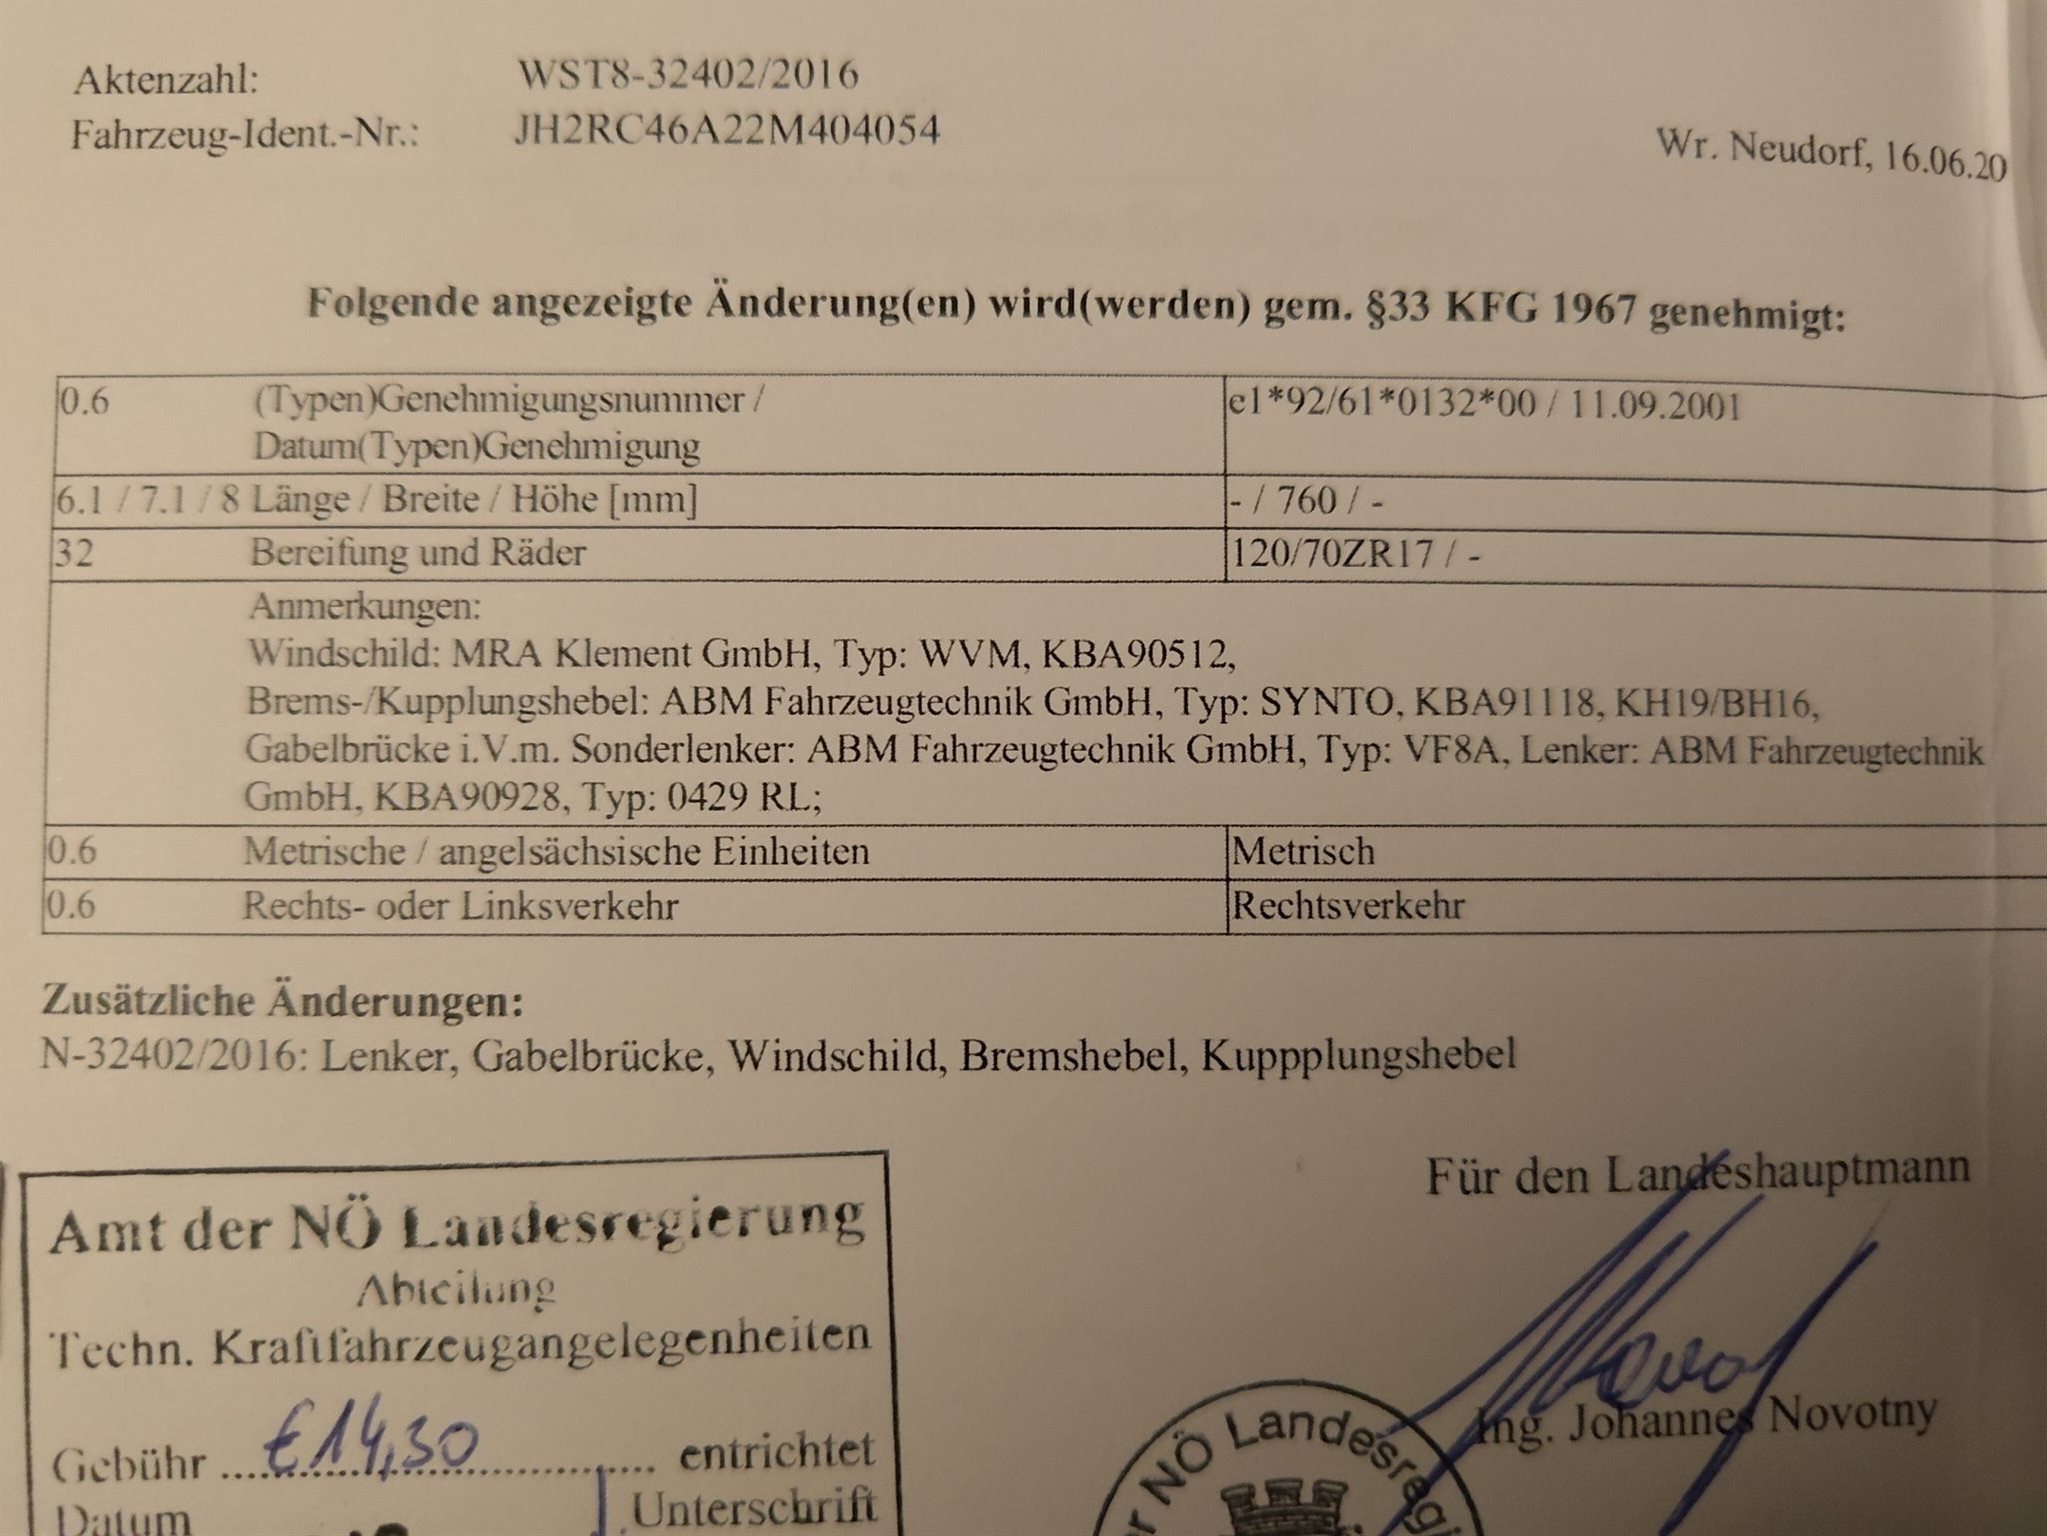 Aktenzahl: WST8-32402/2016
Fahrzeug-Ident.-Nr.: JH2RC46A22M404054
Wr. Neudorf, 16.06.20
Folgende angezeigte Änderung(en) wird(werden) gem. §33 KFG 1967 genehmigt:
0.6 (Typen)Genehmigungsnummer / e1*92/61*0132*00 / 11.09.2001
Datum(Typen)Genehmigung
6.1 / 7.1 / 8 Länge / Breite / Höhe [mm] - / 760 / -
32 Bereifung und Räder 120/70ZR17 / -
Anmerkungen:
Windschild: MRA Klement GmbH, Typ: WVM, KBA90512,
Brems-/Kupplungshebel: ABM Fahrzeugtechnik GmbH, Typ: SYNTO, KBA91118, KH19/BH16,
Gabelbrücke i.V.m. Sonderlenker: ABM Fahrzeugtechnik GmbH, Typ: VF8A, Lenker: ABM Fahrzeugtechnik
GmbH, KBA90928, Typ: 0429 RL;
0.6 Metrische / angelsächsische Einheiten Metrisch
0.6 Rechts- oder Linksverkehr Rechtsverkehr
Zusätzliche Änderungen:
N-32402/2016: Lenker, Gabelbrücke, Windschild, Bremshebel, Kuppplungshebel
Für den Landeshauptmann
Amt der NÖ Landesregierung
Abteilung
Techn. Kraftfahrzeugangelegenheiten
Gebühr €14,30 entrichtet
Datum Unterschrift
Ing. Johannes Novotny
er NÖ Landesregi